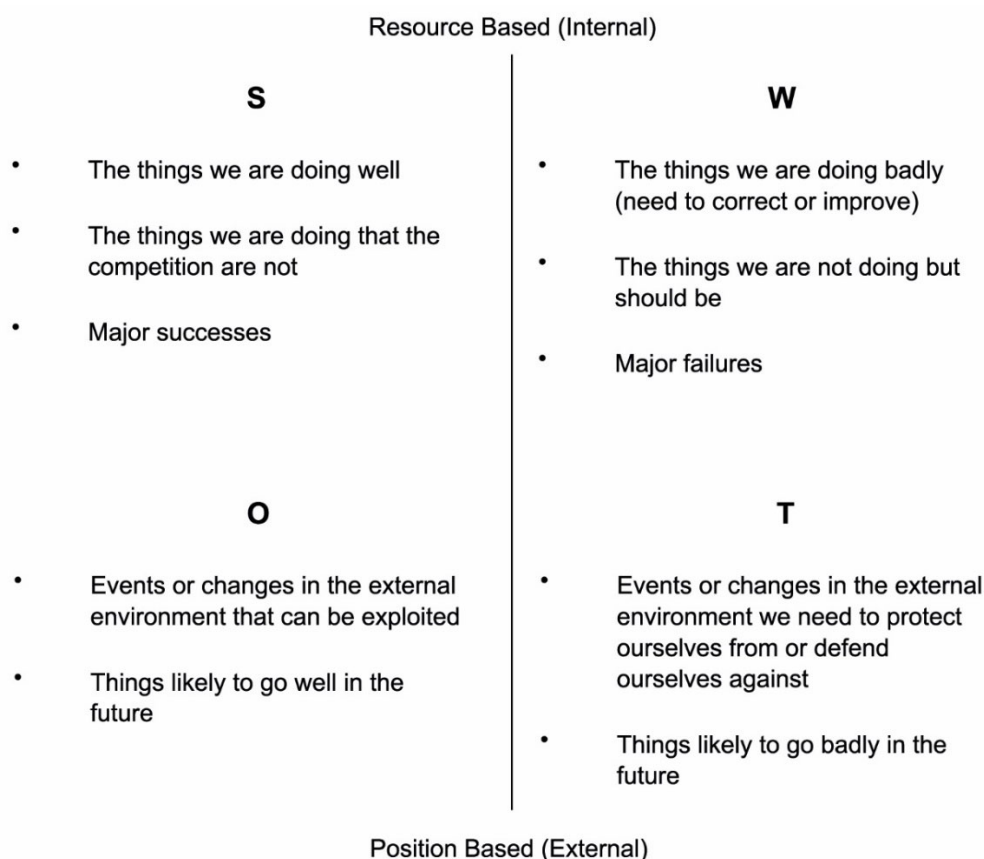 Resource Based (Internal)
S
• The things we are doing well
• The things we are doing that the
competition are not
• Major successes
W
• The things we are doing badly
(need to correct or improve)
• The things we are not doing but
should be
• Major failures
O
• Events or changes in the external
environment that can be exploited
• Things likely to go well in the
future
T
• Events or changes in the external
environment we need to protect
ourselves from or defend
ourselves against
• Things likely to go badly in the
future
Position Based (External)